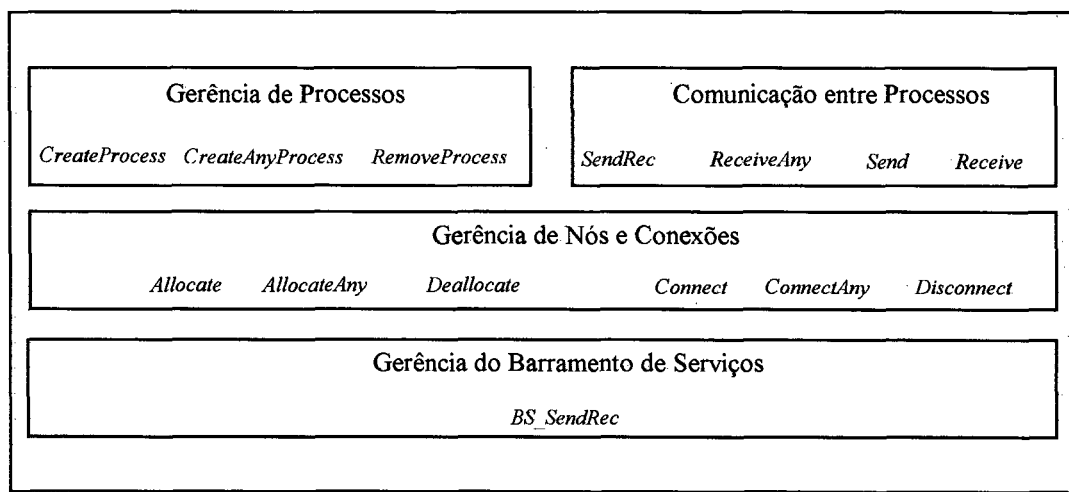 Gerência de Processos
CreateProcess CreateAnyProcess RemoveProcess
Comunicação entre Processos
SendRec ReceiveAny Send Receive
Gerência de Nós e Conexões
Allocate AllocateAny Deallocate Connect ConnectAny Disconnect
Gerência do Barramento de Serviços
BS_SendRec